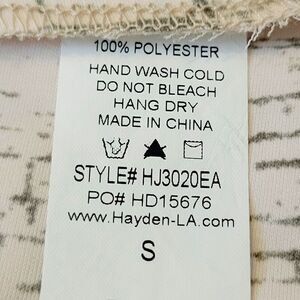 100% POLYESTER
HAND WASH COLD
DO NOT BLEACH
HANG DRY
MADE IN CHINA
STYLE# HJ3020EA
PO# HD15676
www.Hayden-LA.com
S